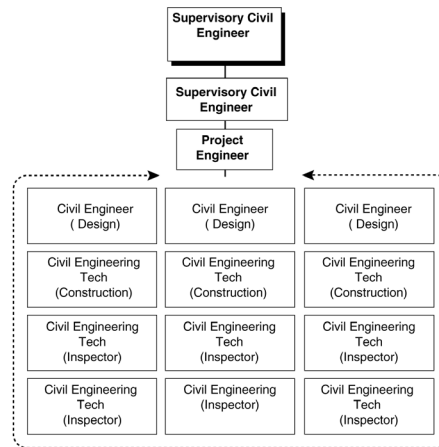 Supervisory Civil
Engineer
Supervisory Civil
Engineer
Project
Engineer
Civil Engineer
( Design)
Civil Engineer
( Design)
Civil Engineer
( Design)
Civil Engineering
Tech
(Construction)
Civil Engineering
Tech
(Construction)
Civil Engineering
Tech
(Construction)
Civil Engineering
Tech
(Inspector)
Civil Engineering
Tech
(Inspector)
Civil Engineering
Tech
(Inspector)
Civil Engineering
Tech
(Inspector)
Civil Engineering
(Inspector)
Civil Engineering
Tech
(Inspector)